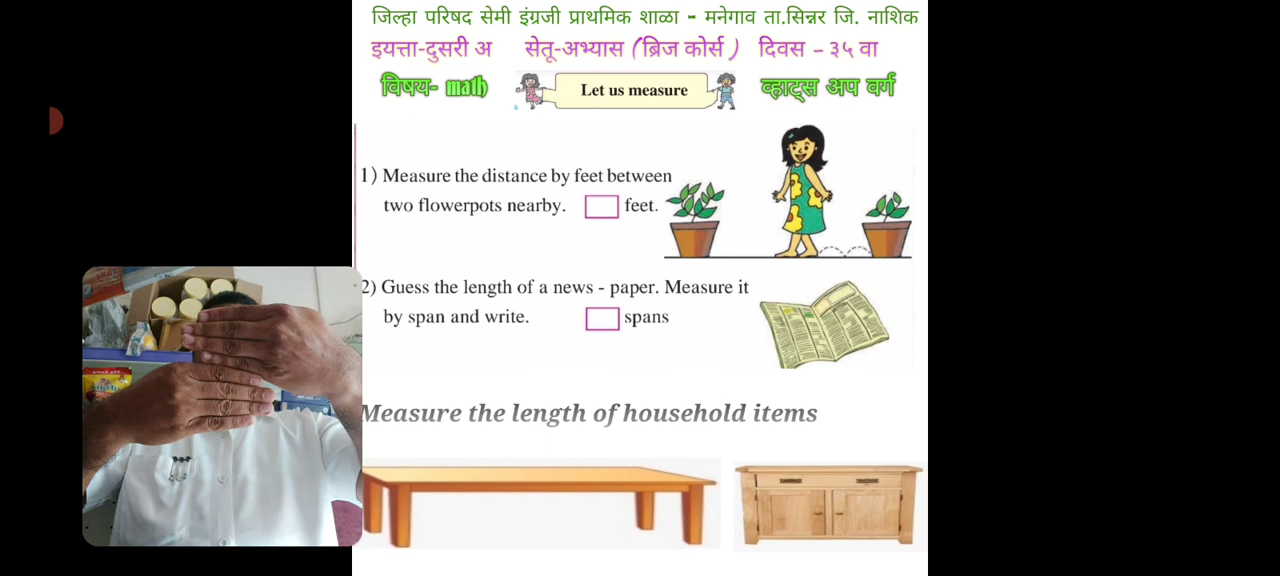 जिल्हा परिषद सेमी इंग्रजी प्राथमिक शाळा - मनेगाव ता.सिन्नर जि. नाशिक
इयत्ता-दुसरी अ सेतू-अभ्यास (ब्रिज कोर्स) दिवस - ३५ वा
विषय- math Let us measure व्हाट्स अप वर्ग
1) Measure the distance by feet between
two flowerpots nearby. feet.
2) Guess the length of a news - paper. Measure it
by span and write. spans
Measure the length of household items